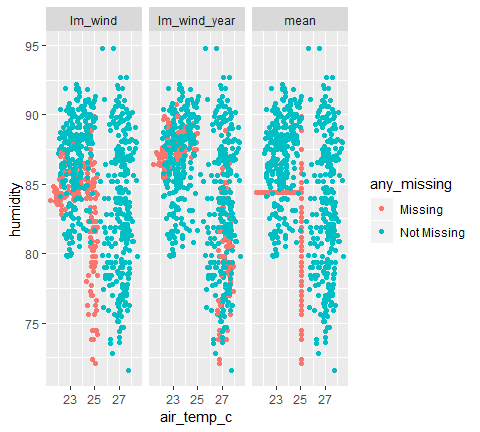 lm_wind lm_wind_year mean
95
90
85
80
75
humidity
23 25 27 23 25 27 23 25 27
air_temp_c
any_missing
Missing
Not Missing